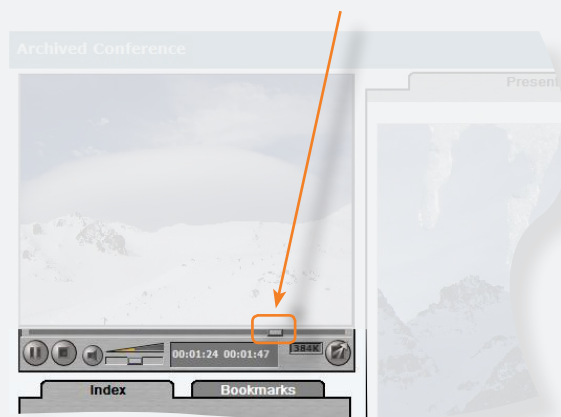 Archived Conference
Presen
00:01:24 00:01:47
384K
Index
Bookmarks